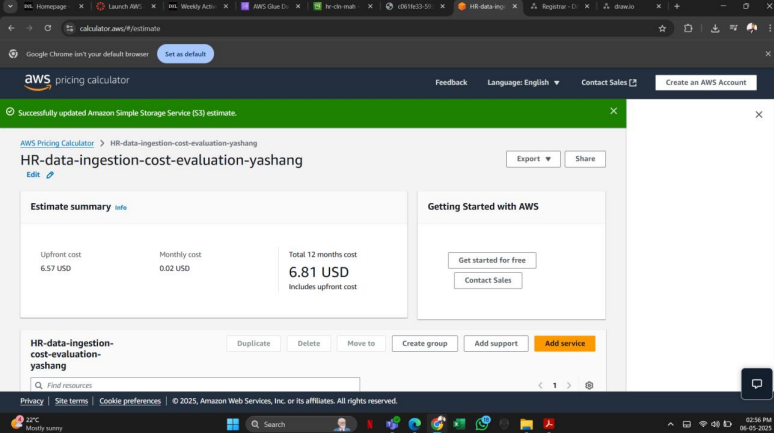 Homepage -
Launch AWS
Weekly Activ
AWS Glue De
hr-cln-mah
c061fe33-59
HR-data-inge
Registrar - D
draw.io
calculator.aws/#/estimate
Google Chrome isn't your default browser
Set as default
aws pricing calculator
Feedback
Language: English
Contact Sales
Create an AWS Account
Successfully updated Amazon Simple Storage Service (S3) estimate.
AWS Pricing Calculator > HR-data-ingestion-cost-evaluation-yashang
HR-data-ingestion-cost-evaluation-yashang
Edit
Export
Share
Estimate summary Info
Getting Started with AWS
Upfront cost
6.57 USD
Monthly cost
0.02 USD
Total 12 months cost
6.81 USD
Includes upfront cost
Get started for free
Contact Sales
HR-data-ingestion-
cost-evaluation-
yashang
Duplicate
Delete
Move to
Create group
Add support
Add service
Find resources
1
Privacy | Site terms | Cookie preferences | © 2025, Amazon Web Services, Inc. or its affiliates. All rights reserved.
22°C
Mostly sunny
Search
02:56 PM
06-05-2025